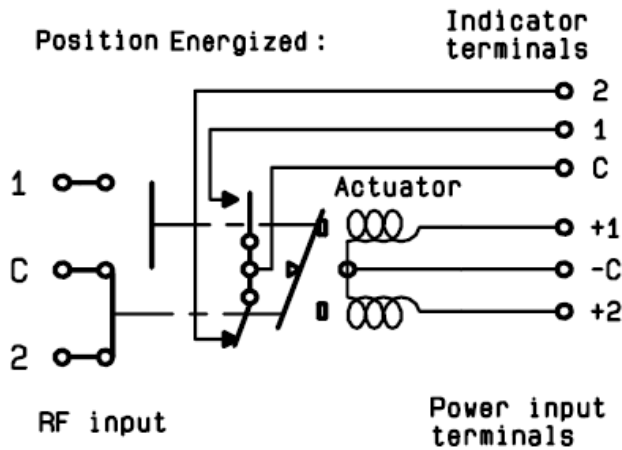 Position Energized :
Indicator
terminals
2
1
C
1
Actuator
+1
C
-C
+2
2
RF input
Power input
terminals